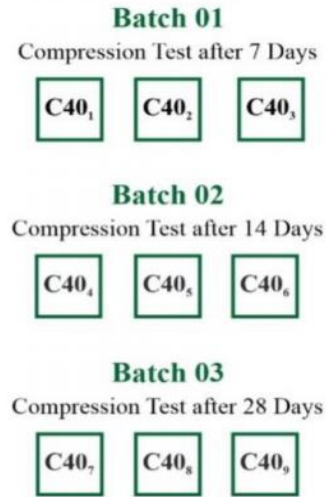 Batch 01
Compression Test after 7 Days
C40₁ C40₂ C40₃
Batch 02
Compression Test after 14 Days
C40₄ C40₅ C40₆
Batch 03
Compression Test after 28 Days
C40₇ C40₈ C40₉